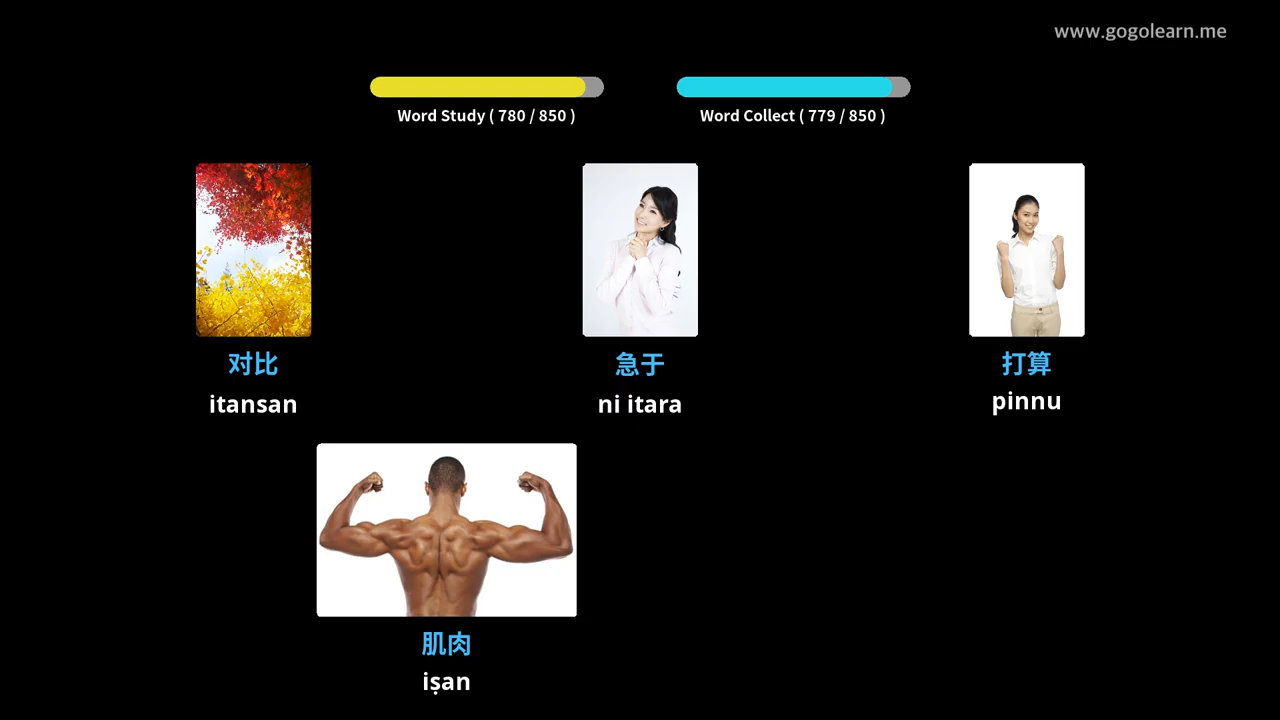 www.gogolearn.me
Word Study ( 780 / 850 )
Word Collect ( 779 / 850 )
对比
itansan
急于
ni itara
打算
pinnu
肌肉
iṣan